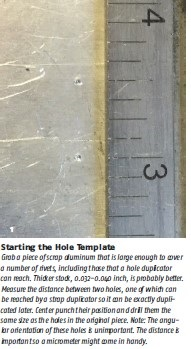 4
3
1
Starting the Hole Template
Grab a piece of scrap aluminum that is large enough to cover
a number of rivets, including those that a hole duplicator
can reach. Thicker stock, 0.032–0.040 inch, is probably better.
Measure the distance between two holes, one of which can
be reached by a strap duplicator so it can be exactly dupli-
cated later. Center punch their position and drill them the
same size as the holes in the original piece. Note: The angu-
lar orientation of these holes is unimportant. The distance is
important so a micrometer might come in handy.